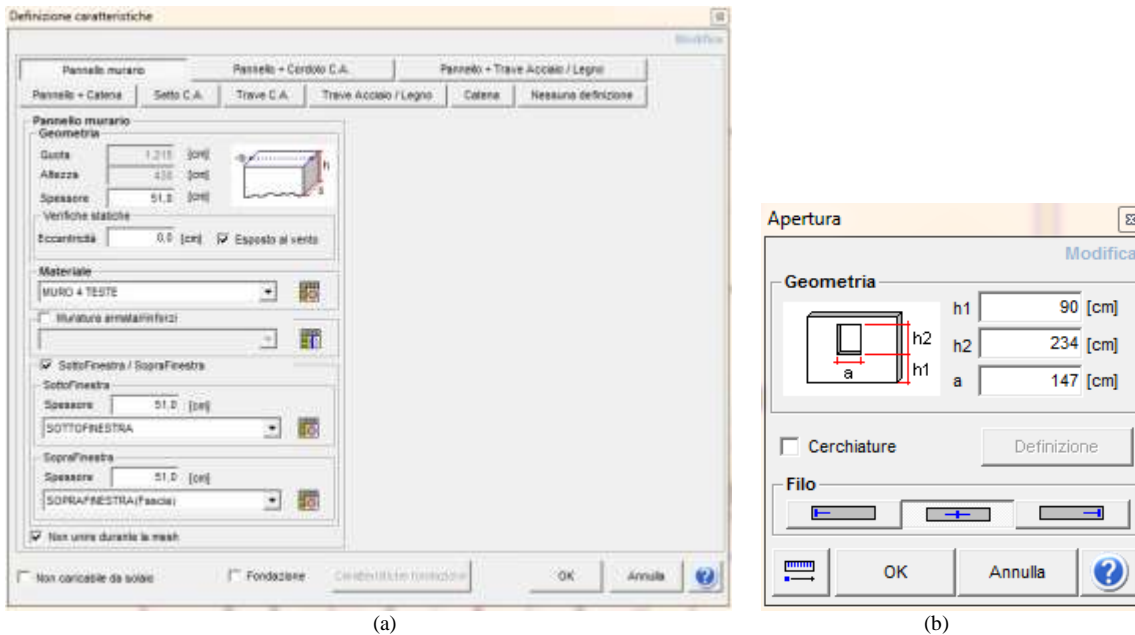 Definizione caratteristiche
Modifica
Pannello murario
Pannello + Cordolo C.A.
Pannello + Trave Acciaio / Legno
Pannello + Catena
Setto C.A.
Trave C.A.
Trave Acciaio / Legno
Catena
Nessuna definizione
Pannello murario
Geometria
Quota [cm]
Altezza [cm]
Spessore 51,0 [cm]
h
s
Verifiche statiche
Eccentricità 0,0 [cm] Esposto al vento
Materiale
MURO 4 TESTE
Muratura armata/rinforzi
SottoFinestra / SopraFinestra
SottoFinestra
Spessore 51,0 [cm]
SOTTOFINESTRA
SopraFinestra
Spessore 51,0 [cm]
SOPRAFINESTRA(Fascia)
Non unire durante la mesh
Non caricabile da solaio
Fondazione
Caratteristiche fondazione
OK
Annulla
(a)
Apertura
Modifica
Geometria
h2
h1
a
h1 90 [cm]
h2 234 [cm]
a 147 [cm]
Cerchiature
Definizione
Filo
OK
Annulla
(b)